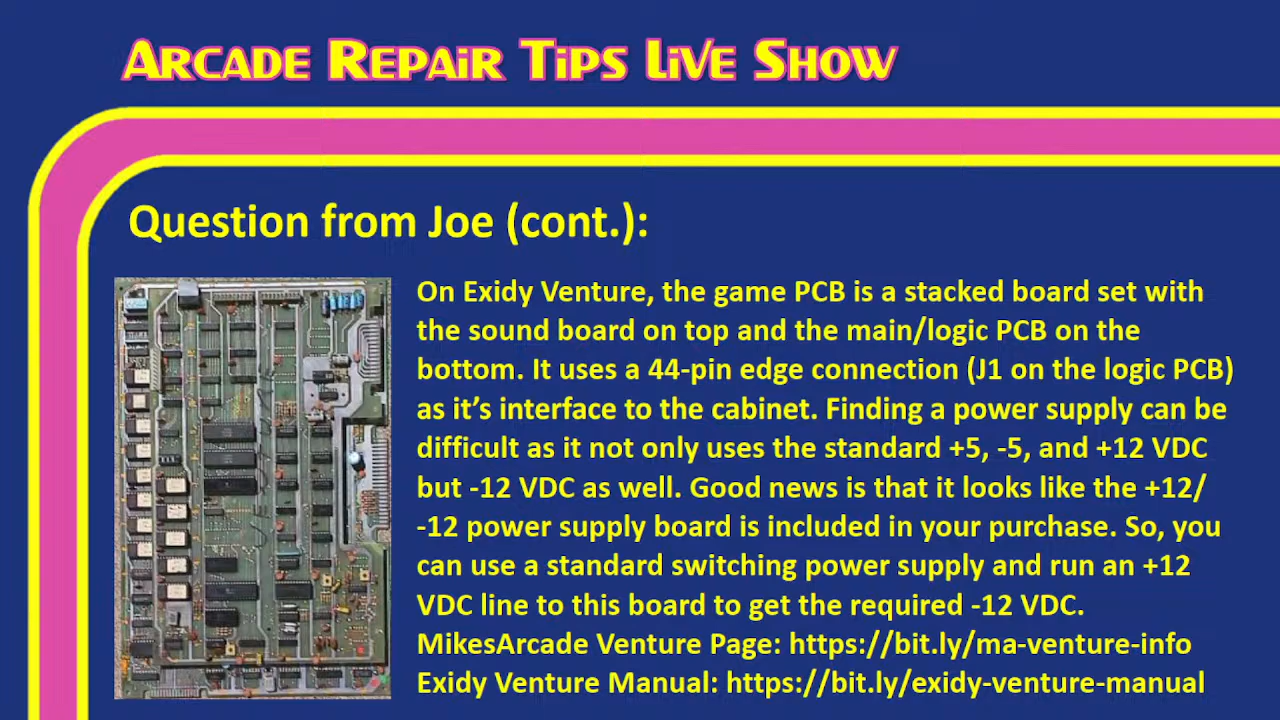 ARCADE REPAiR TiPS LiVE SHOW
Question from Joe (cont.):
On Exidy Venture, the game PCB is a stacked board set with
the sound board on top and the main/logic PCB on the
bottom. It uses a 44-pin edge connection (J1 on the logic PCB)
as it’s interface to the cabinet. Finding a power supply can be
difficult as it not only uses the standard +5, -5, and +12 VDC
but -12 VDC as well. Good news is that it looks like the +12/
-12 power supply board is included in your purchase. So, you
can use a standard switching power supply and run an +12
VDC line to this board to get the required -12 VDC.
MikesArcade Venture Page: https://bit.ly/ma-venture-info
Exidy Venture Manual: https://bit.ly/exidy-venture-manual